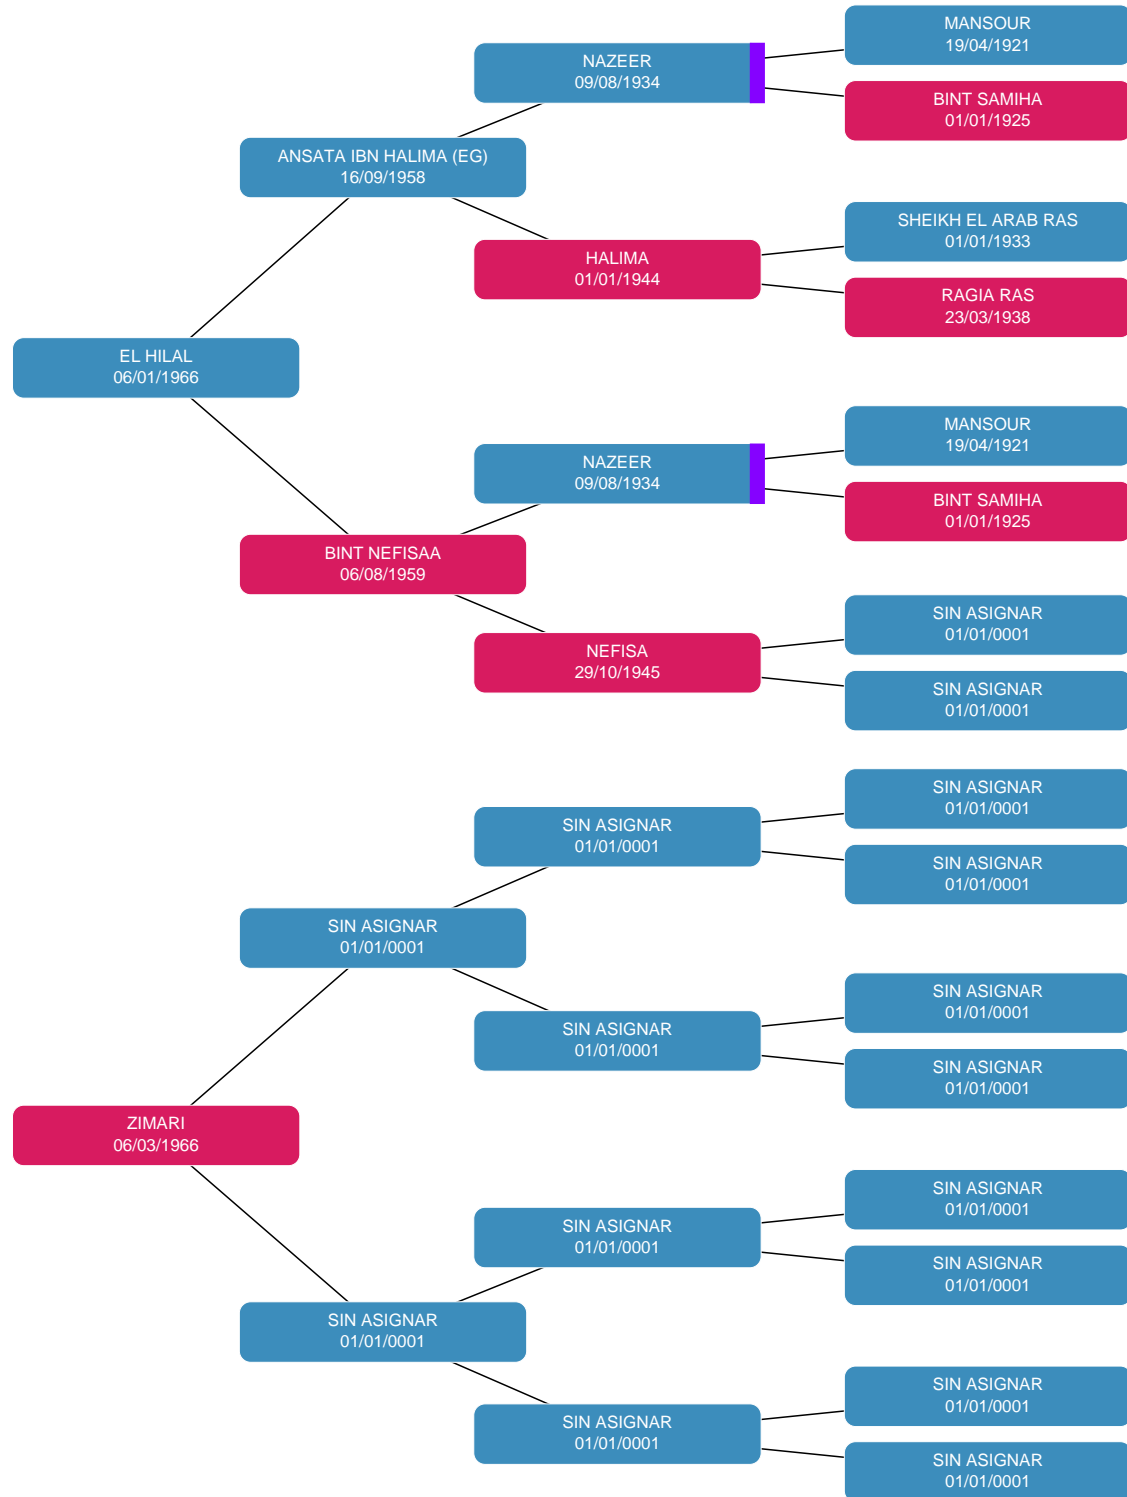 MANSOUR
19/04/1921
NAZEER
09/08/1934
BINT SAMIHA
01/01/1925
ANSATA IBN HALIMA (EG)
16/09/1958
SHEIKH EL ARAB RAS
01/01/1933
HALIMA
01/01/1944
RAGIA RAS
23/03/1938
EL HILAL
06/01/1966
MANSOUR
19/04/1921
NAZEER
09/08/1934
BINT SAMIHA
01/01/1925
BINT NEFISAA
06/08/1959
SIN ASIGNAR
01/01/0001
NEFISA
29/10/1945
SIN ASIGNAR
01/01/0001
SIN ASIGNAR
01/01/0001
SIN ASIGNAR
01/01/0001
SIN ASIGNAR
01/01/0001
SIN ASIGNAR
01/01/0001
SIN ASIGNAR
01/01/0001
SIN ASIGNAR
01/01/0001
SIN ASIGNAR
01/01/0001
ZIMARI
06/03/1966
SIN ASIGNAR
01/01/0001
SIN ASIGNAR
01/01/0001
SIN ASIGNAR
01/01/0001
SIN ASIGNAR
01/01/0001
SIN ASIGNAR
01/01/0001
SIN ASIGNAR
01/01/0001
SIN ASIGNAR
01/01/0001